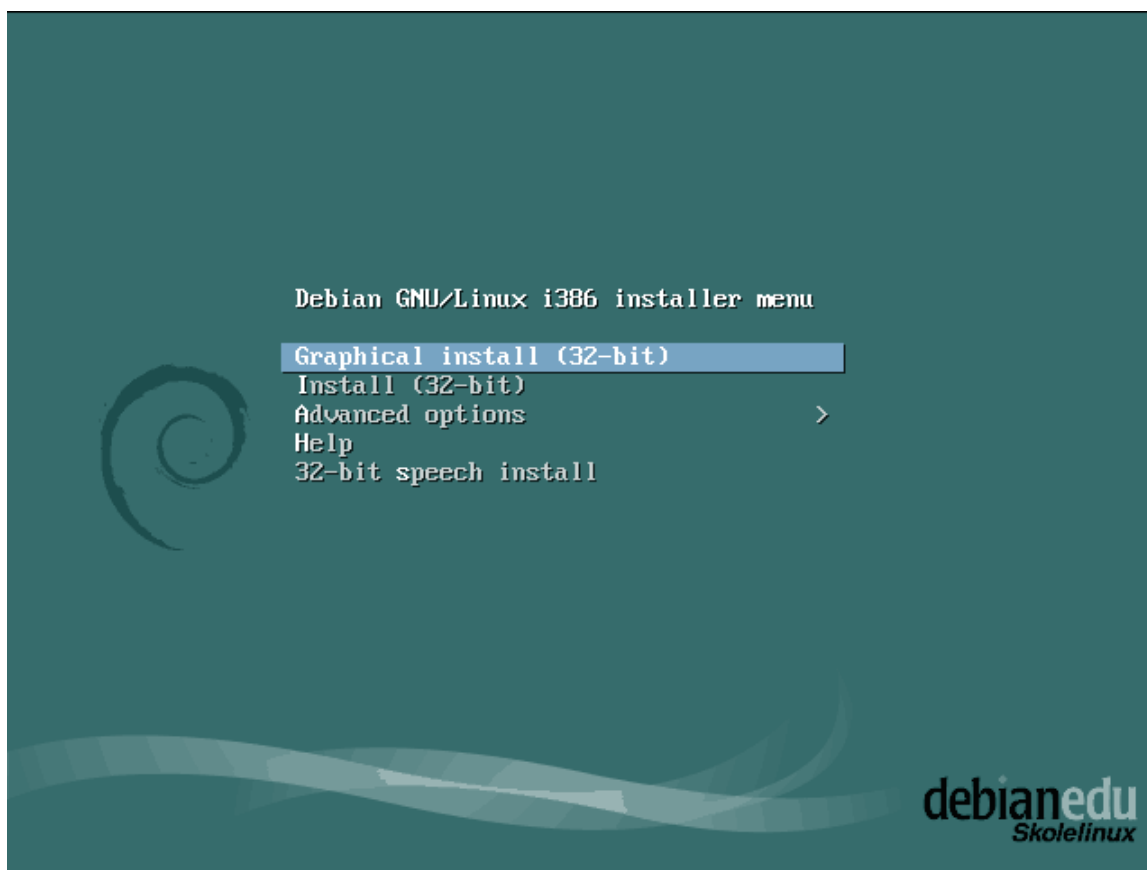 Debian GNU/Linux i386 installer menu
Graphical install (32-bit)
Install (32-bit)
Advanced options >
Help
32-bit speech install
debianedu
Skolelinux